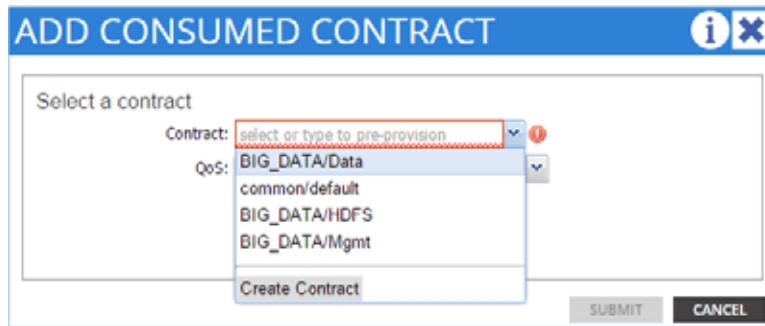 ADD CONSUMED CONTRACT
Select a contract
Contract: select or type to pre-provision
QoS:
BIG_DATA/Data
common/default
BIG_DATA/HDFS
BIG_DATA/Mgmt
Create Contract
SUBMIT CANCEL